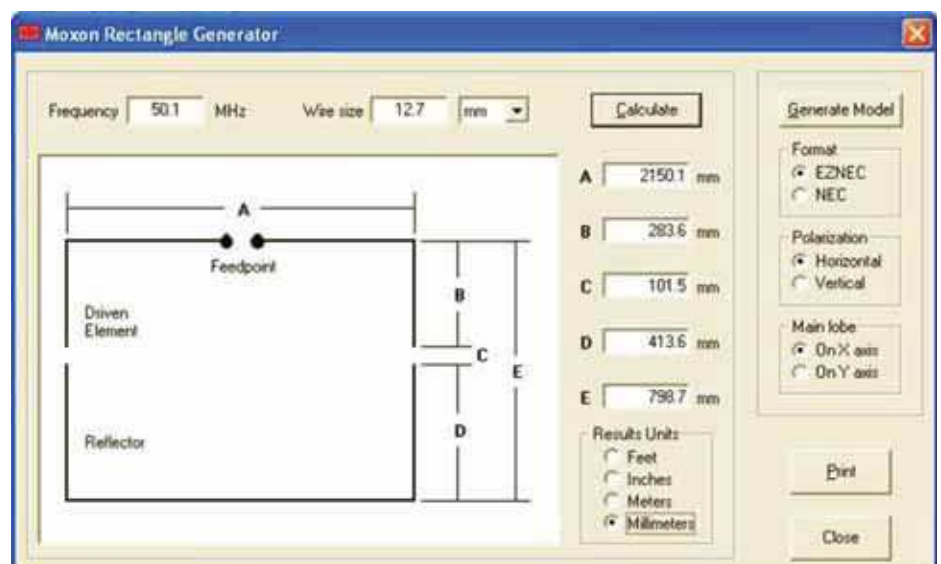 Moxon Rectangle Generator
Frequency 50.1 MHz Wire size 12.7 mm Calculate
A
Feedpoint
Driven
Element
Reflector
B
C
D
E
A 2150.1 mm
B 283.6 mm
C 101.5 mm
D 413.6 mm
E 798.7 mm
Results Units
Feet
Inches
Meters
Millimeters
Generate Model
Format
EZNEC
NEC
Polarization
Horizontal
Vertical
Main lobe
On X axis
On Y axis
Print
Close